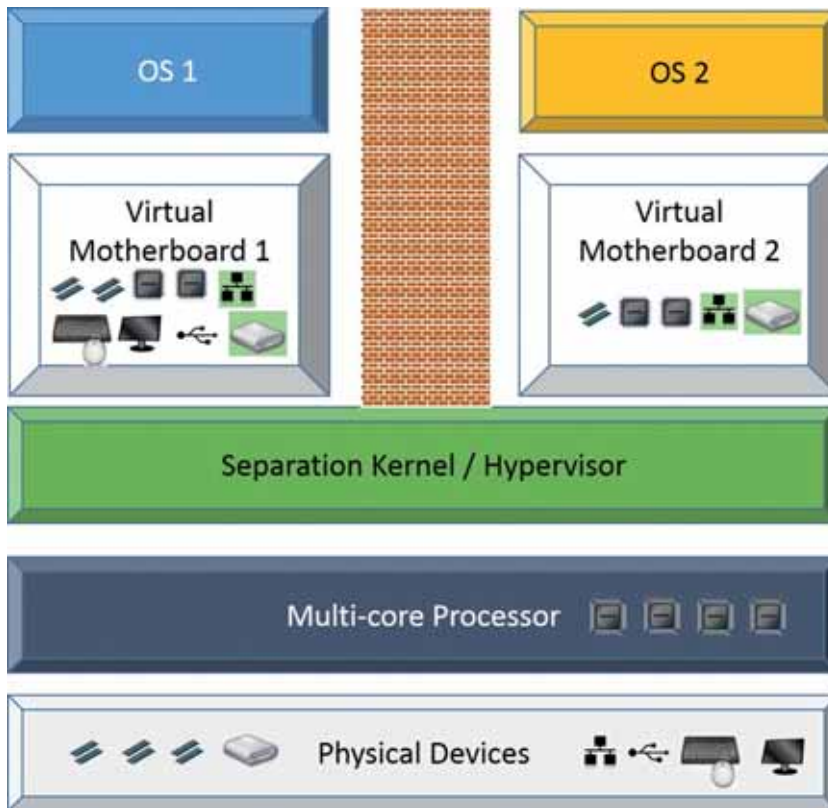 OS 1
OS 2
Virtual
Motherboard 1
Virtual
Motherboard 2
Separation Kernel / Hypervisor
Multi-core Processor
Physical Devices